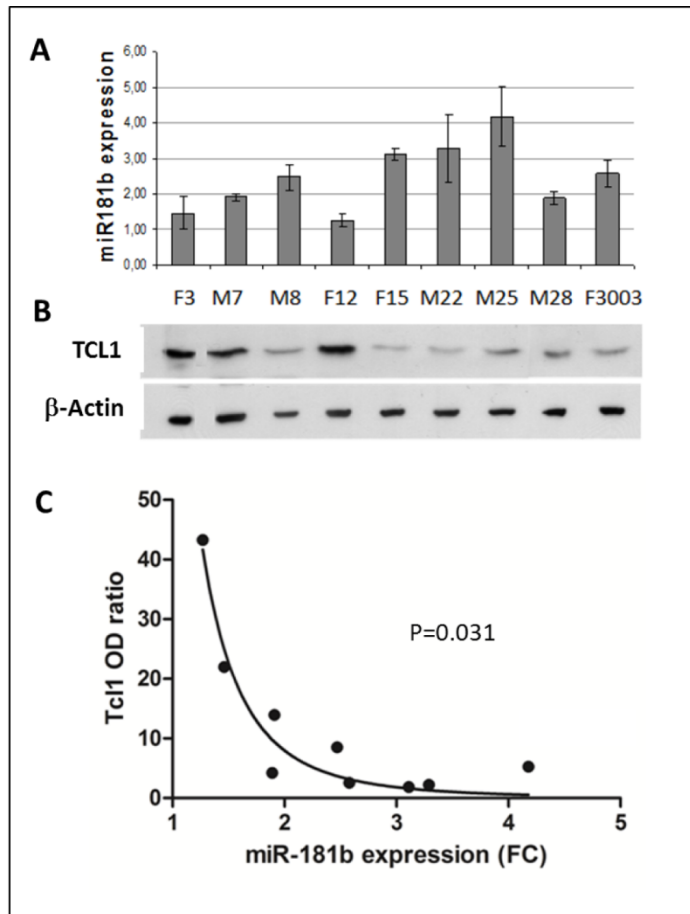 A
miR181b expression
6,00
5,00
4,00
3,00
2,00
1,00
0,00
F3 M7 M8 F12 F15 M22 M25 M28 F3003
B
TCL1
β-Actin
C
Tcl1 OD ratio
50
40
30
20
10
0
P=0.031
1 2 3 4 5
miR-181b expression (FC)